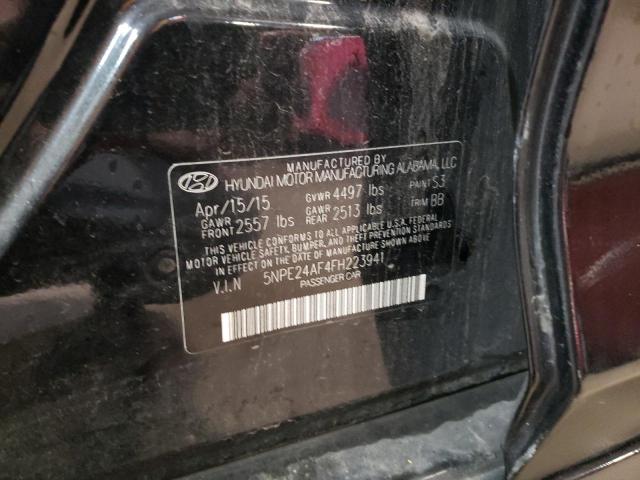 MANUFACTURED BY
HYUNDAI MOTOR MANUFACTURING ALABAMA, LLC
Apr/15/15 GVWR 4497 lbs PAINT S3
GAWR FRONT 2557 lbs GAWR REAR 2513 lbs TRIM BB
THIS VEHICLE CONFORMS TO ALL APPLICABLE U.S.A. FEDERAL
MOTOR VEHICLE SAFETY, BUMPER, AND THEFT PREVENTION STANDARDS
IN EFFECT ON THE DATE OF MANUFACTURE SHOWN ABOVE.
V.I.N 5NPE24AF4FH223941
PASSENGER CAR